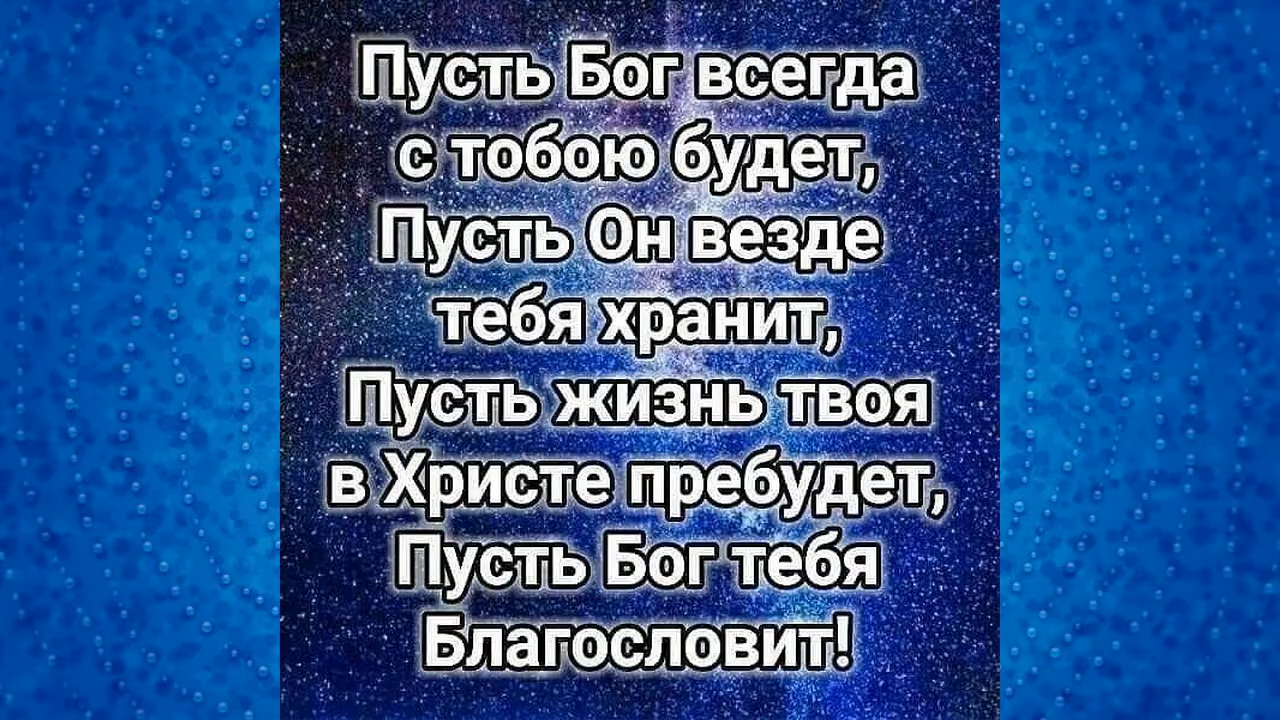 Пусть Бог всегда
с тобою будет,
Пусть Он везде
тебя хранит,
Пусть жизнь твоя
в Христе пребудет,
Пусть Бог тебя
Благословит!